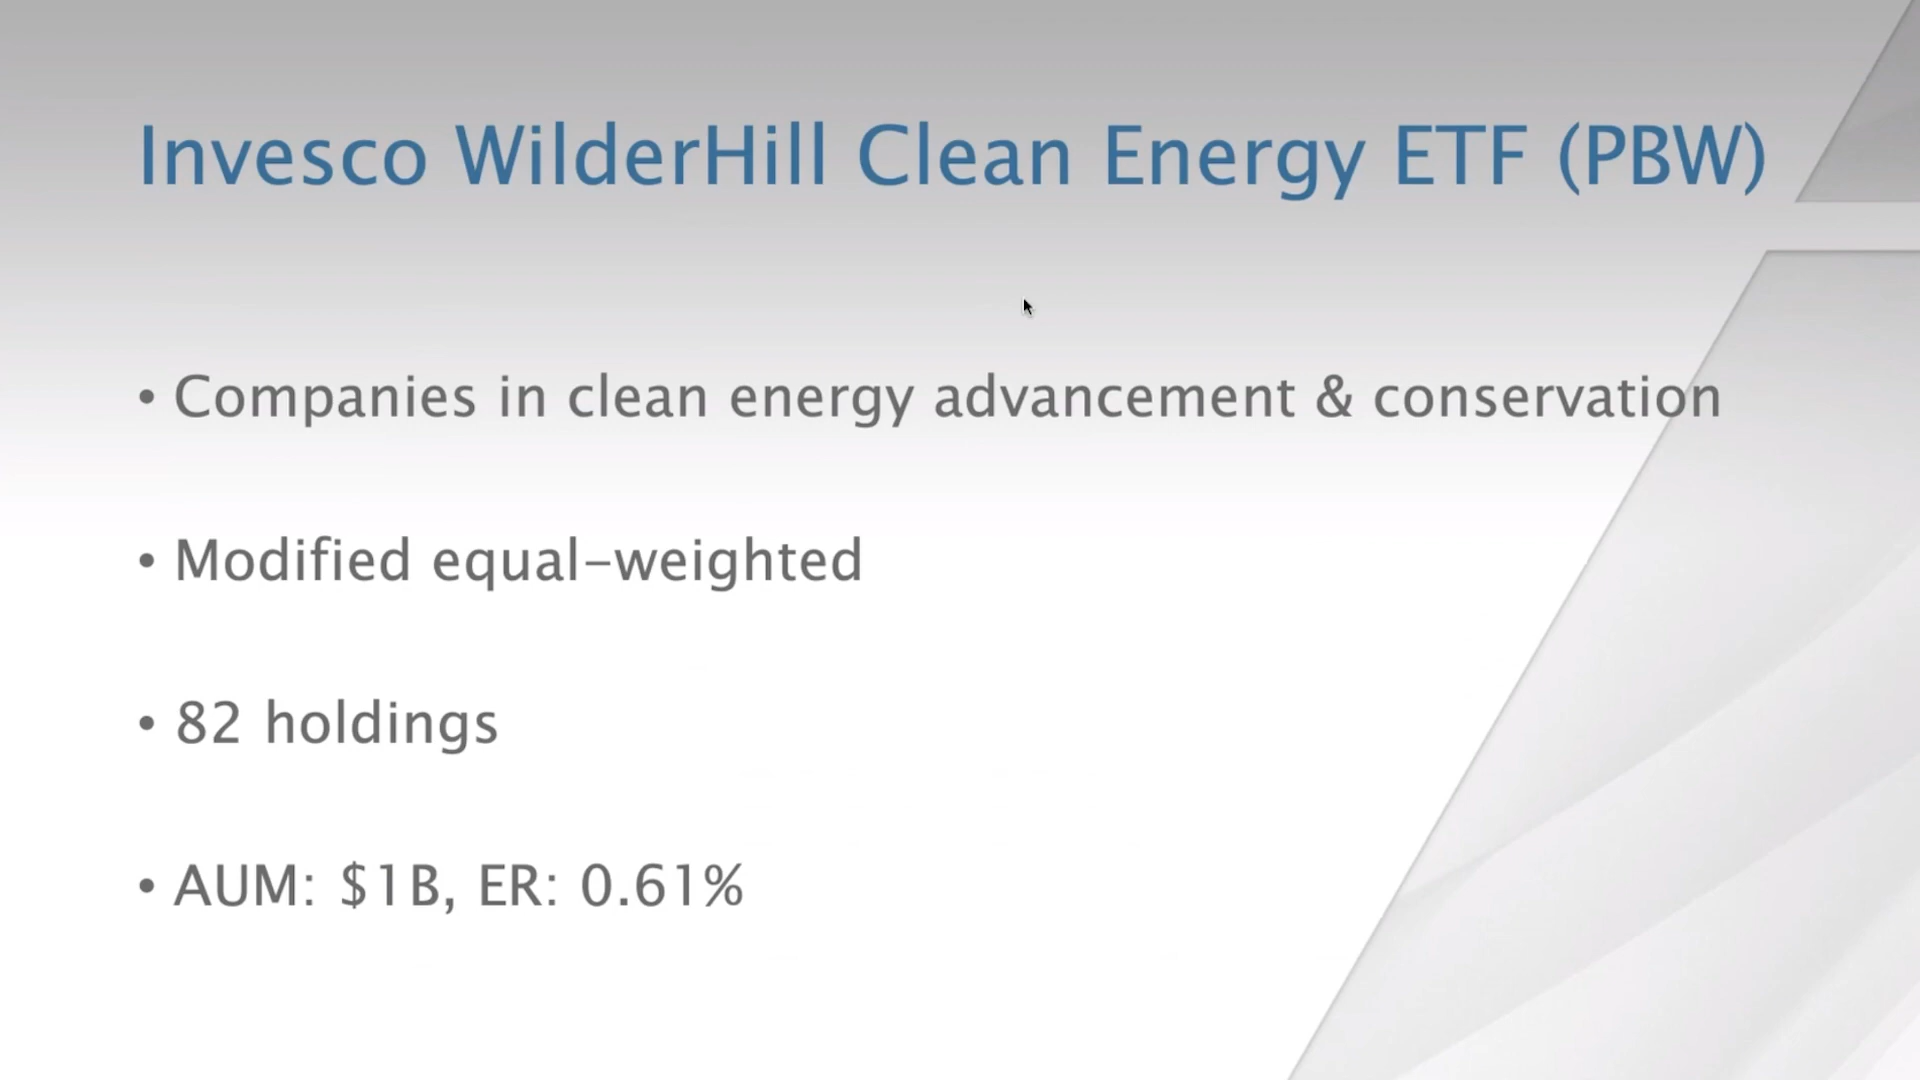 Invesco WilderHill Clean Energy ETF (PBW)
• Companies in clean energy advancement & conservation
• Modified equal-weighted
• 82 holdings
• AUM: $1B, ER: 0.61%